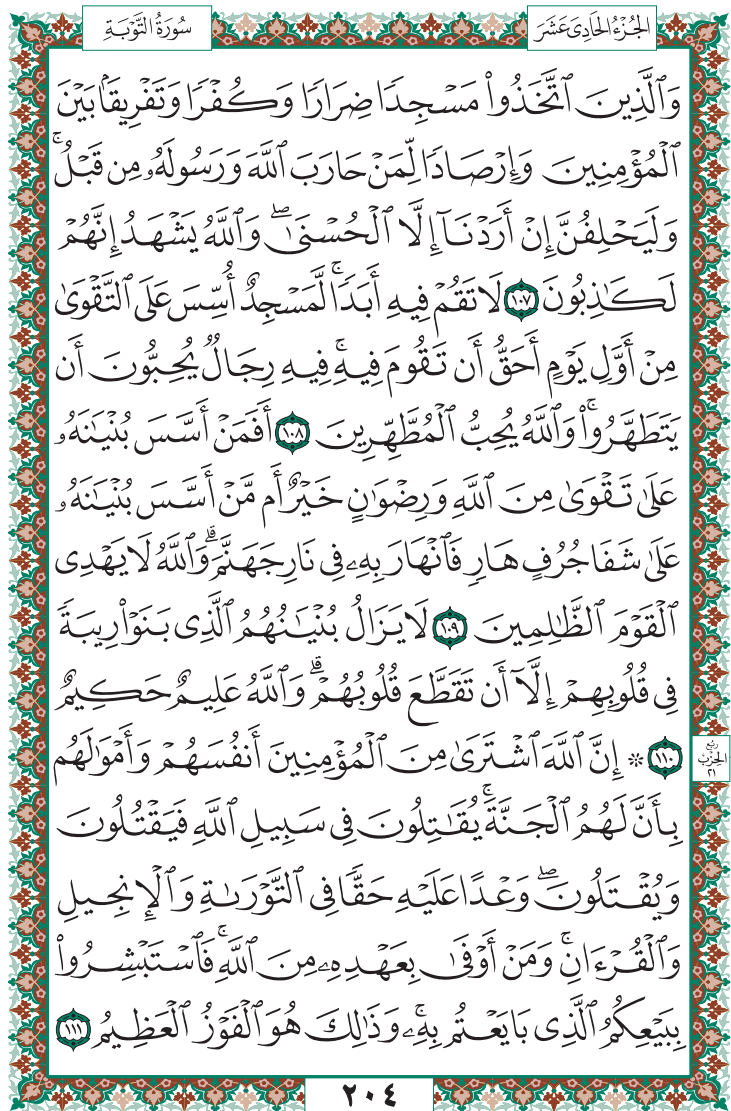 الجُزْءُ الحَادِي عَشَرَ
سُورَةُ التَّوْبَةِ
وَٱلَّذِينَ ٱتَّخَذُواْ مَسْجِدٗا ضِرَارٗا وَكُفْرٗا وَتَفْرِيقَۢا بَيْنَ
ٱلْمُؤْمِنِينَ وَإِرْصَادٗا لِّمَنْ حَارَبَ ٱللَّهَ وَرَسُولَهُۥ مِن قَبْلُۚ
وَلَيَحْلِفُنَّ إِنْ أَرَدْنَآ إِلَّا ٱلْحُسْنَىٰۖ وَٱللَّهُ يَشْهَدُ إِنَّهُمْ
لَكَٰذِبُونَ ١٠٧ لَا تَقُمْ فِيهِ أَبَدٗاۚ لَّمَسْجِدٌ أُسِّسَ عَلَى ٱلتَّقْوَىٰ
مِنْ أَوَّلِ يَوْمٍ أَحَقُّ أَن تَقُومَ فِيهِۚ فِيهِ رِجَالٞ يُحِبُّونَ أَن
يَتَطَهَّرُواْۚ وَٱللَّهُ يُحِبُّ ٱلْمُطَّهِّرِينَ ١٠٨ أَفَمَنْ أَسَّسَ بُنْيَٰنَهُۥ
عَلَىٰ تَقْوَىٰ مِنَ ٱللَّهِ وَرِضْوَٰنٍ خَيْرٌ أَم مَّنْ أَسَّسَ بُنْيَٰنَهُۥ
عَلَىٰ شَفَا جُرُفٍ هَارٖ فَٱنْهَارَ بِهِۦ فِي نَارِ جَهَنَّمَۗ وَٱللَّهُ لَا يَهْدِي
ٱلْقَوْمَ ٱلظَّٰلِمِينَ ١٠٩ لَا يَزَالُ بُنْيَٰنُهُمُ ٱلَّذِي بَنَوْاْ رِيبَةٗ
فِي قُلُوبِهِمْ إِلَّآ أَن تَقَطَّعَ قُلُوبُهُمْۗ وَٱللَّهُ عَلِيمٌ حَكِيمٌ
١١٠ ۞ إِنَّ ٱللَّهَ ٱشْتَرَىٰ مِنَ ٱلْمُؤْمِنِينَ أَنفُسَهُمْ وَأَمْوَٰلَهُم
رُبْعُ الحِزْبِ ٢١
بِأَنَّ لَهُمُ ٱلْجَنَّةَۚ يُقَٰتِلُونَ فِي سَبِيلِ ٱللَّهِ فَيَقْتُلُونَ
وَيُقْتَلُونَۖ وَعْدًا عَلَيْهِ حَقّٗا فِي ٱلتَّوْرَىٰةِ وَٱلْإِنجِيلِ
وَٱلْقُرْءَانِۚ وَمَنْ أَوْفَىٰ بِعَهْدِهِۦ مِنَ ٱللَّهِۚ فَٱسْتَبْشِرُواْ
بِبَيْعِكُمُ ٱلَّذِي بَايَعْتُم بِهِۦۚ وَذَٰلِكَ هُوَ ٱلْفَوْزُ ٱلْعَظِيمُ ١١١
٢٠٤